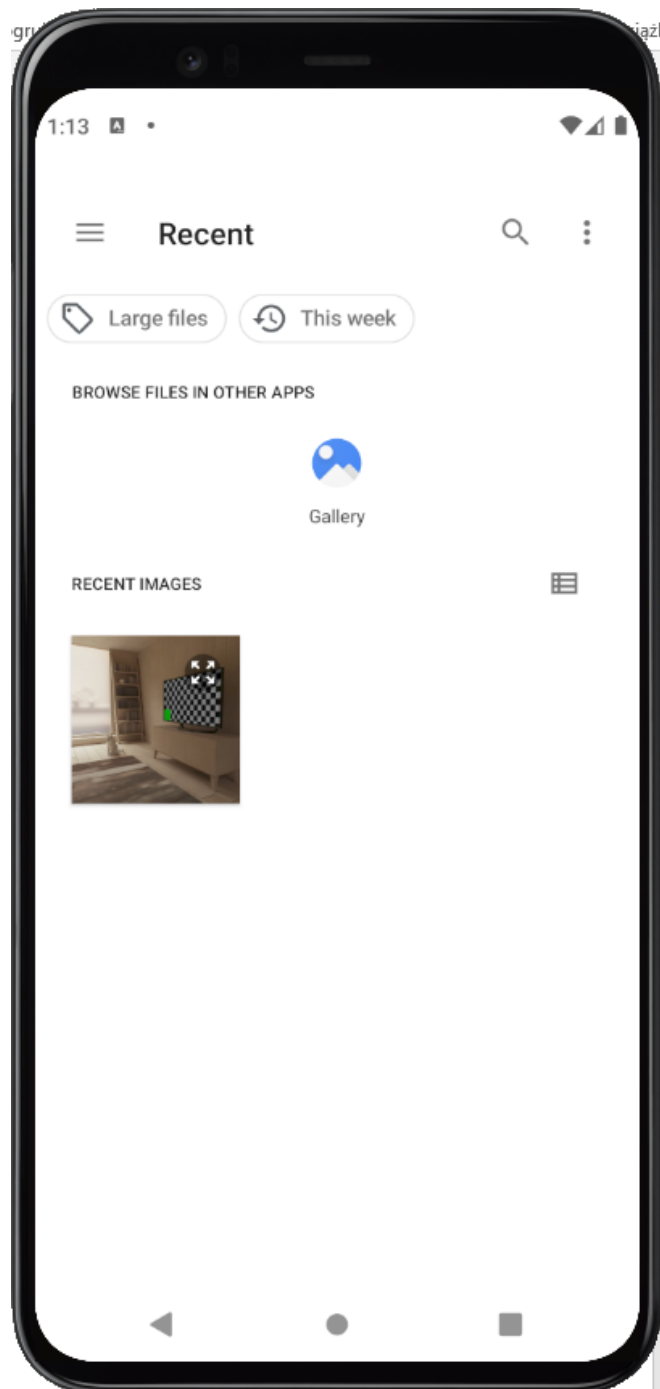 1:13
Recent
Large files
This week
BROWSE FILES IN OTHER APPS
Gallery
RECENT IMAGES